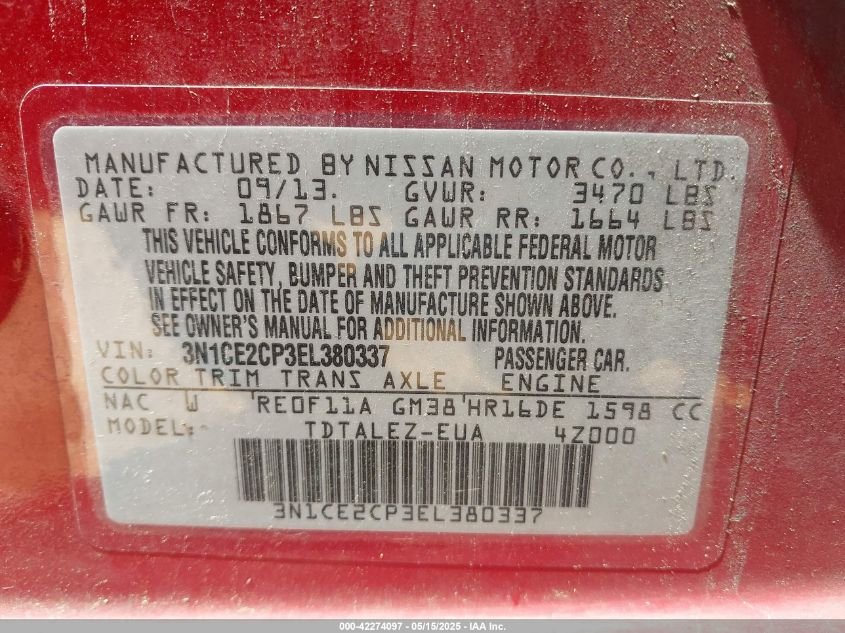 MANUFACTURED BY NISSAN MOTOR CO., LTD.
DATE: 09/13. GVWR: 3470 LBS
GAWR FR: 1867 LBS GAWR RR: 1664 LBS
THIS VEHICLE CONFORMS TO ALL APPLICABLE FEDERAL MOTOR
VEHICLE SAFETY, BUMPER AND THEFT PREVENTION STANDARDS
IN EFFECT ON THE DATE OF MANUFACTURE SHOWN ABOVE.
SEE OWNER'S MANUAL FOR ADDITIONAL INFORMATION.
VIN: 3N1CE2CP3EL380337 PASSENGER CAR.
COLOR TRIM TRANS AXLE ENGINE
NAC W 'RE0F11A GM38'HR16DE 1598 CC
MODEL: TDTALEZ-EUA 4Z000
3N1CE2CP3EL380337
000-42274097 - 05/15/2025 - IAA Inc.